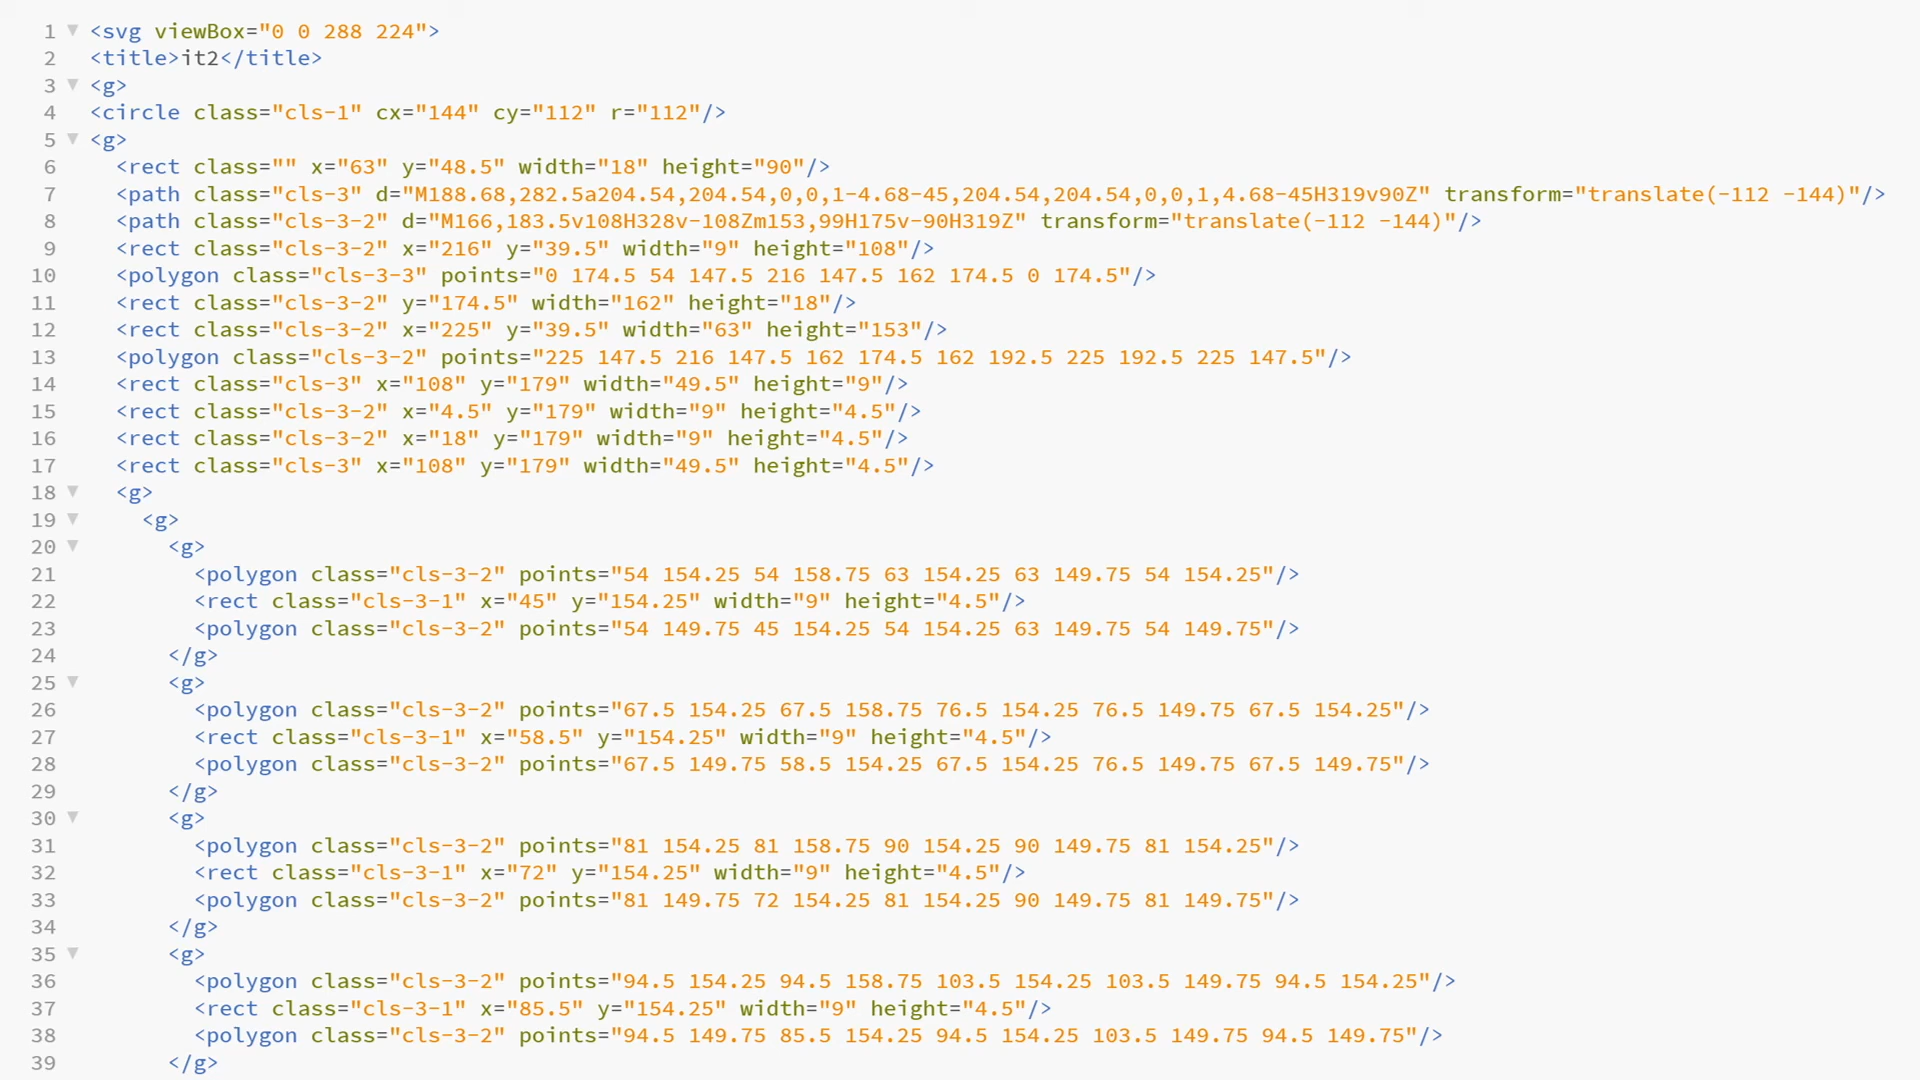 1 <svg viewBox="0 0 288 224">
2 <title>it2</title>
3 <g>
4 <circle class="cls-1" cx="144" cy="112" r="112"/>
5 <g>
6 <rect class="" x="63" y="48.5" width="18" height="90"/>
7 <path class="cls-3" d="M188.68,282.5a204.54,204.54,0,0,1-4.68-45,204.54,204.54,0,0,1,4.68-45H319v90Z" transform="translate(-112 -144)"/>
8 <path class="cls-3-2" d="M166,183.5v108H328v-108Zm153,99H175v-90H319Z" transform="translate(-112 -144)"/>
9 <rect class="cls-3-2" x="216" y="39.5" width="9" height="108"/>
10 <polygon class="cls-3-3" points="0 174.5 54 147.5 216 147.5 162 174.5 0 174.5"/>
11 <rect class="cls-3-2" y="174.5" width="162" height="18"/>
12 <rect class="cls-3-2" x="225" y="39.5" width="63" height="153"/>
13 <polygon class="cls-3-2" points="225 147.5 216 147.5 162 174.5 162 192.5 225 192.5 225 147.5"/>
14 <rect class="cls-3" x="108" y="179" width="49.5" height="9"/>
15 <rect class="cls-3-2" x="4.5" y="179" width="9" height="4.5"/>
16 <rect class="cls-3-2" x="18" y="179" width="9" height="4.5"/>
17 <rect class="cls-3" x="108" y="179" width="49.5" height="4.5"/>
18 <g>
19 <g>
20 <g>
21 <polygon class="cls-3-2" points="54 154.25 54 158.75 63 154.25 63 149.75 54 154.25"/>
22 <rect class="cls-3-1" x="45" y="154.25" width="9" height="4.5"/>
23 <polygon class="cls-3-2" points="54 149.75 45 154.25 54 154.25 63 149.75 54 149.75"/>
24 </g>
25 <g>
26 <polygon class="cls-3-2" points="67.5 154.25 67.5 158.75 76.5 154.25 76.5 149.75 67.5 154.25"/>
27 <rect class="cls-3-1" x="58.5" y="154.25" width="9" height="4.5"/>
28 <polygon class="cls-3-2" points="67.5 149.75 58.5 154.25 67.5 154.25 76.5 149.75 67.5 149.75"/>
29 </g>
30 <g>
31 <polygon class="cls-3-2" points="81 154.25 81 158.75 90 154.25 90 149.75 81 154.25"/>
32 <rect class="cls-3-1" x="72" y="154.25" width="9" height="4.5"/>
33 <polygon class="cls-3-2" points="81 149.75 72 154.25 81 154.25 90 149.75 81 149.75"/>
34 </g>
35 <g>
36 <polygon class="cls-3-2" points="94.5 154.25 94.5 158.75 103.5 154.25 103.5 149.75 94.5 154.25"/>
37 <rect class="cls-3-1" x="85.5" y="154.25" width="9" height="4.5"/>
38 <polygon class="cls-3-2" points="94.5 149.75 85.5 154.25 94.5 154.25 103.5 149.75 94.5 149.75"/>
39 </g>